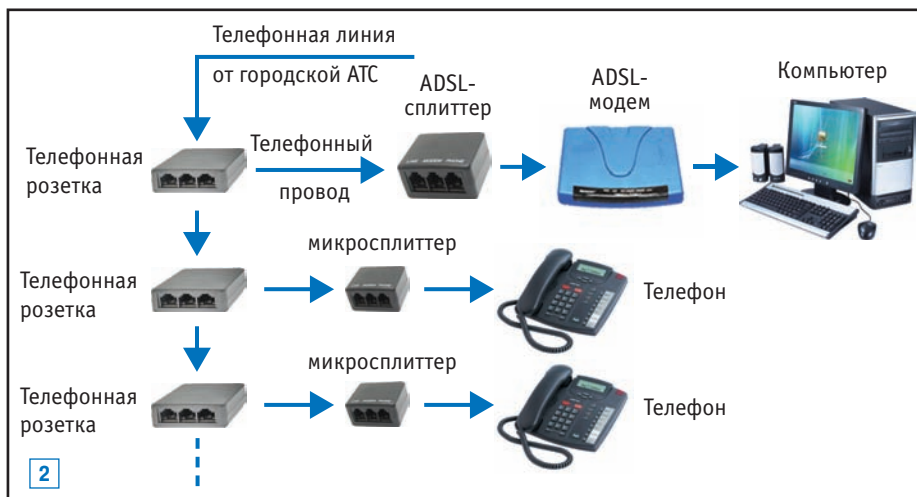 Телефонная линия
от городской АТС
ADSL-
сплиттер
ADSL-
модем
Компьютер
Телефонная
розетка
Телефонный
провод
Телефонная
розетка
микросплиттер
Телефон
Телефонная
розетка
микросплиттер
Телефон
2